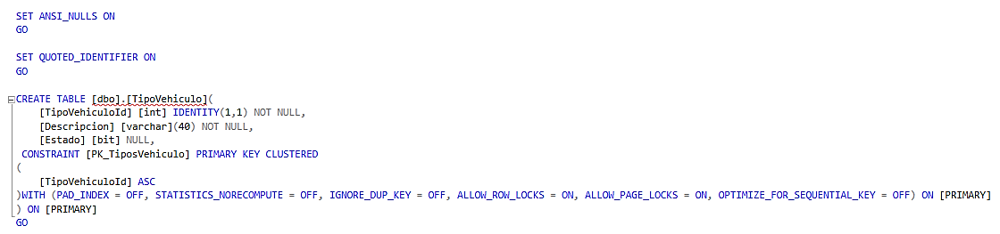 SET ANSI_NULLS ON
GO
SET QUOTED_IDENTIFIER ON
GO
CREATE TABLE [dbo].[TipoVehiculo](
[TipoVehiculoId] [int] IDENTITY(1,1) NOT NULL,
[Descripcion] [varchar](40) NOT NULL,
[Estado] [bit] NULL,
CONSTRAINT [PK_TiposVehiculo] PRIMARY KEY CLUSTERED
(
[TipoVehiculoId] ASC
)WITH (PAD_INDEX = OFF, STATISTICS_NORECOMPUTE = OFF, IGNORE_DUP_KEY = OFF, ALLOW_ROW_LOCKS = ON, ALLOW_PAGE_LOCKS = ON, OPTIMIZE_FOR_SEQUENTIAL_KEY = OFF) ON [PRIMARY]
) ON [PRIMARY]
GO